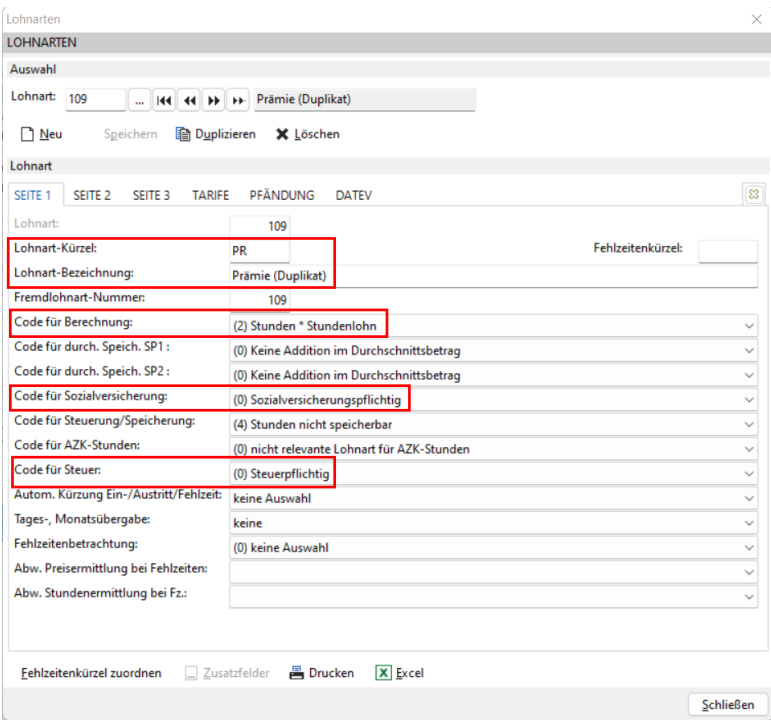 Lohnarten
LOHNARTEN
Auswahl
Lohnart: 109 ... Prämie (Duplikat)
Neu Speichern Duplizieren Löschen
Lohnart
SEITE 1 SEITE 2 SEITE 3 TARIFE PFÄNDUNG DATEV
Lohnart: 109
Lohnart-Kürzel: PR Fehlzeitenkürzel:
Lohnart-Bezeichnung: Prämie (Duplikat)
Fremdlohnart-Nummer: 109
Code für Berechnung: (2) Stunden * Stundenlohn
Code für durch. Speich. SP1 : (0) Keine Addition im Durchschnittsbetrag
Code für durch. Speich. SP2 : (0) Keine Addition im Durchschnittsbetrag
Code für Sozialversicherung: (0) Sozialversicherungspflichtig
Code für Steuerung/Speicherung: (4) Stunden nicht speicherbar
Code für AZK-Stunden: (0) nicht relevante Lohnart für AZK-Stunden
Code für Steuer: (0) Steuerpflichtig
Autom. Kürzung Ein-/Austritt/Fehlzeit: keine Auswahl
Tages-, Monatsübergabe: keine
Fehlzeitenbetrachtung: (0) keine Auswahl
Abw. Preisermittlung bei Fehlzeiten:
Abw. Stundenermittlung bei Fz.:
Fehlzeitenkürzel zuordnen Zusatzfelder Drucken Excel
Schließen